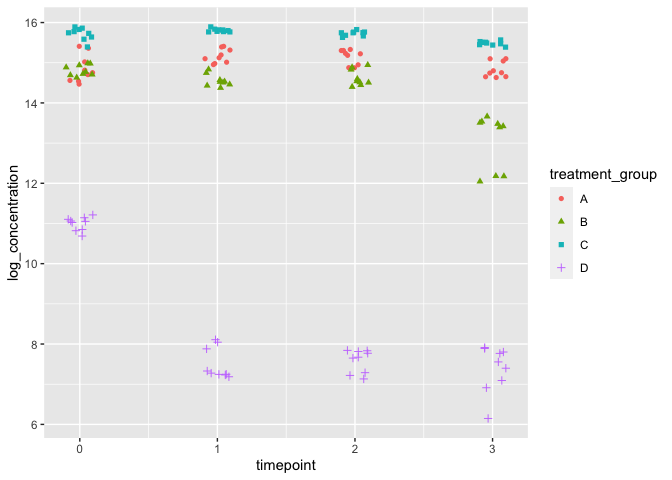 16
14
12
10
8
6
0
1
2
3
timepoint
log_concentration
treatment_group
A
B
C
D